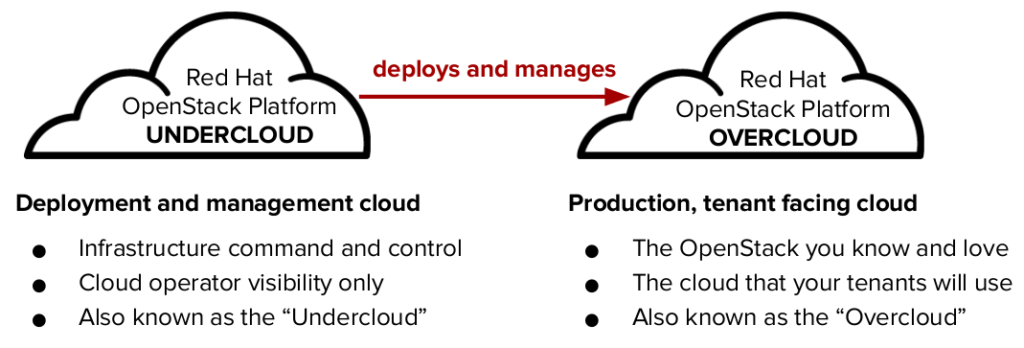 Red Hat
OpenStack Platform
UNDERCLOUD
deploys and manages
Red Hat
OpenStack Platform
OVERCLOUD
Deployment and management cloud
● Infrastructure command and control
● Cloud operator visibility only
● Also known as the “Undercloud”
Production, tenant facing cloud
● The OpenStack you know and love
● The cloud that your tenants will use
● Also known as the “Overcloud”